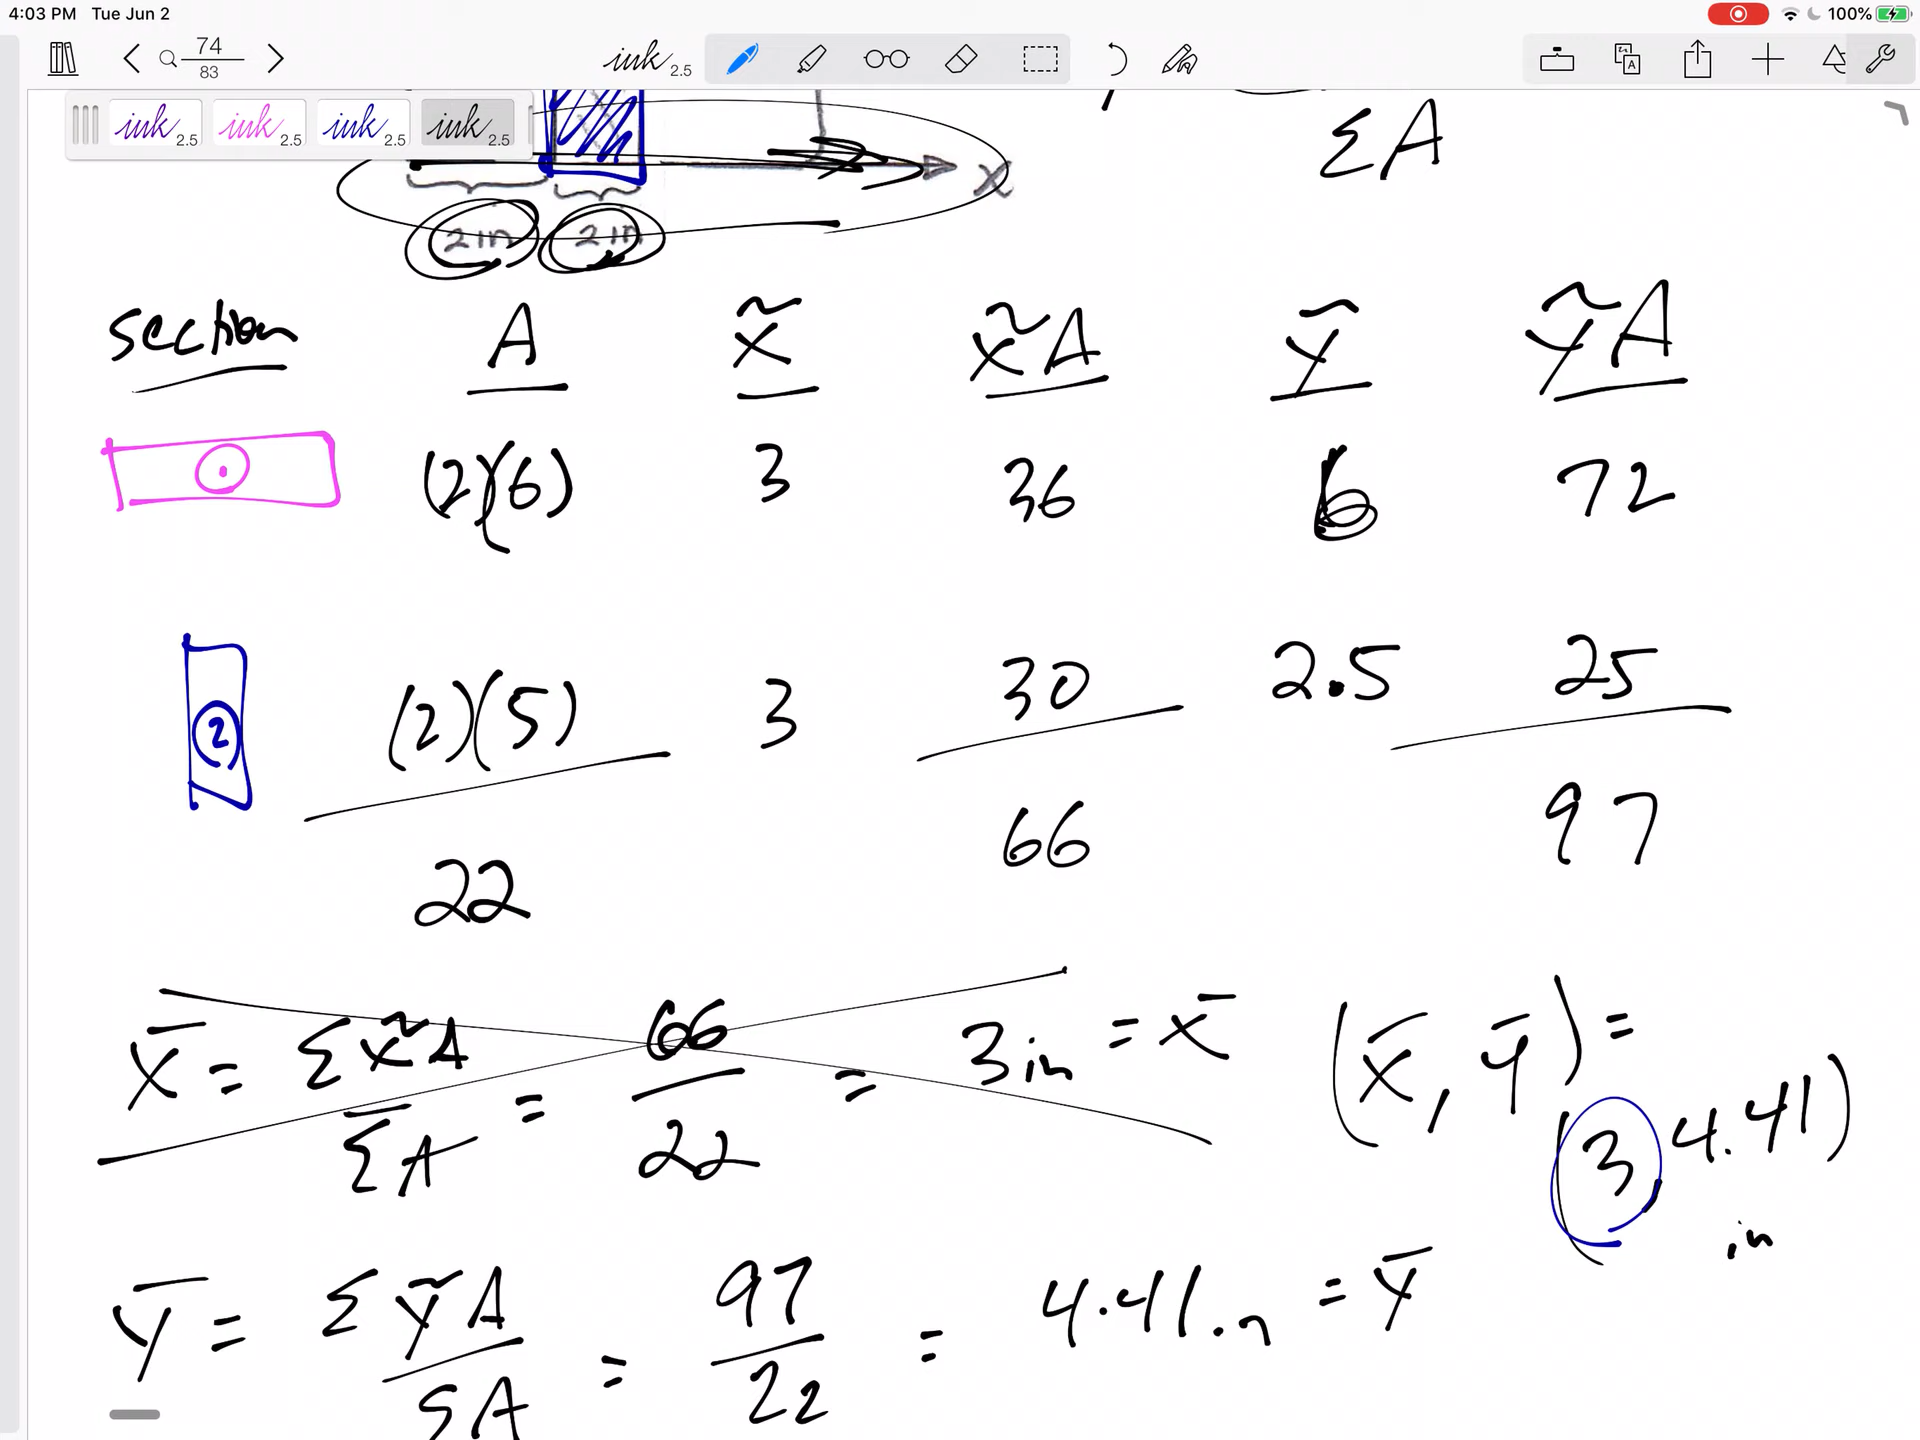 4:03 PM Tue Jun 2
100%
74
83
ink 2.5
ink 2.5 ink 2.5 ink 2.5 ink 2.5
ΣA
x
2in 2in
section A x̃ x̃A ỹ ỹA
1 (2)(6) 3 36 6 72
2 (2)(5) 3 30 2.5 25
22 66 97
x̄ = Σx̃A / ΣA = 66 / 22 = 3in = x̄
(x̄, ȳ) =
(3, 4.41)
in
ȳ = ΣỹA / ΣA = 97 / 22 = 4.41in = ȳ